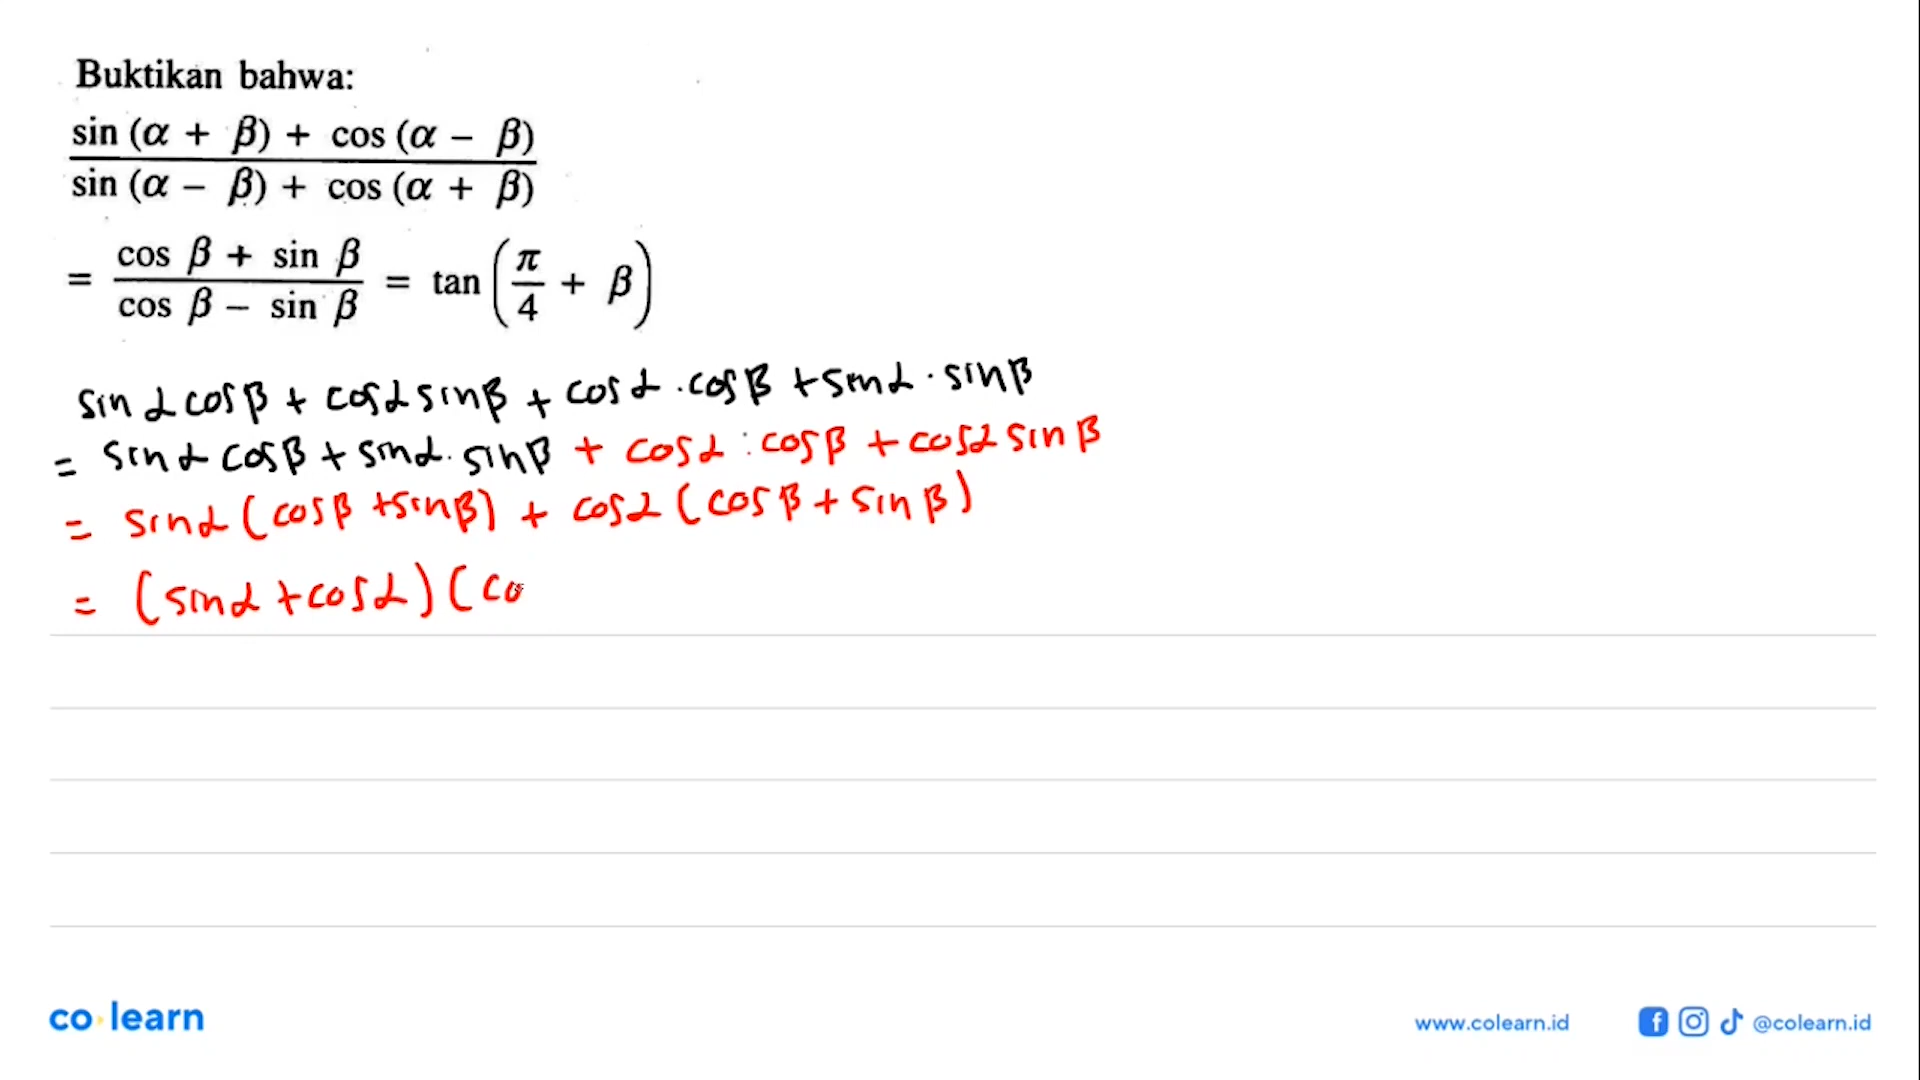 Buktikan bahwa:
sin (α + β) + cos (α − β)
sin (α − β) + cos (α + β)
= cos β + sin β / cos β − sin β = tan (π/4 + β)
sin α cos β + cos α sin β + cos α . cos β + sin α . sin β
= sin α cos β + sin α . sin β + cos α . cos β + cos α sin β
= sin α (cos β + sin β) + cos α (cos β + sin β)
= (sin α + cos α) (co
co learn
www.colearn.id @colearn.id